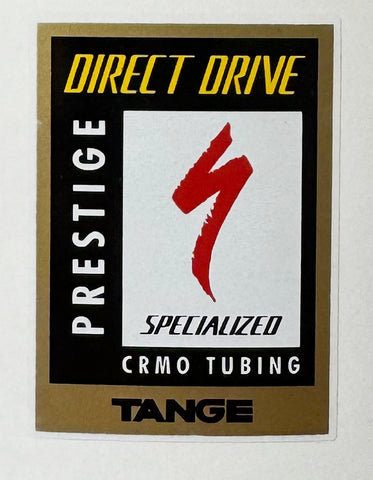 DIRECT DRIVE
PRESTIGE
SPECIALIZED
CRMO TUBING
TANGE